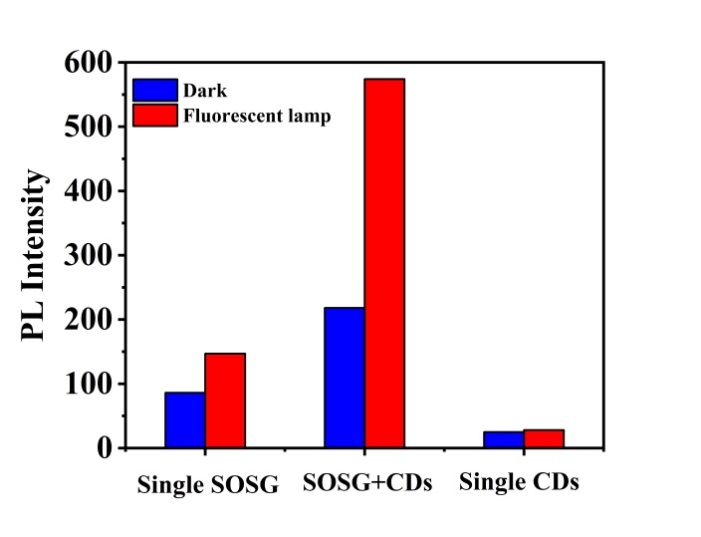 600
500
400
300
200
100
0
PL Intensity
Dark
Fluorescent lamp
Single SOSG
SOSG+CDs
Single CDs